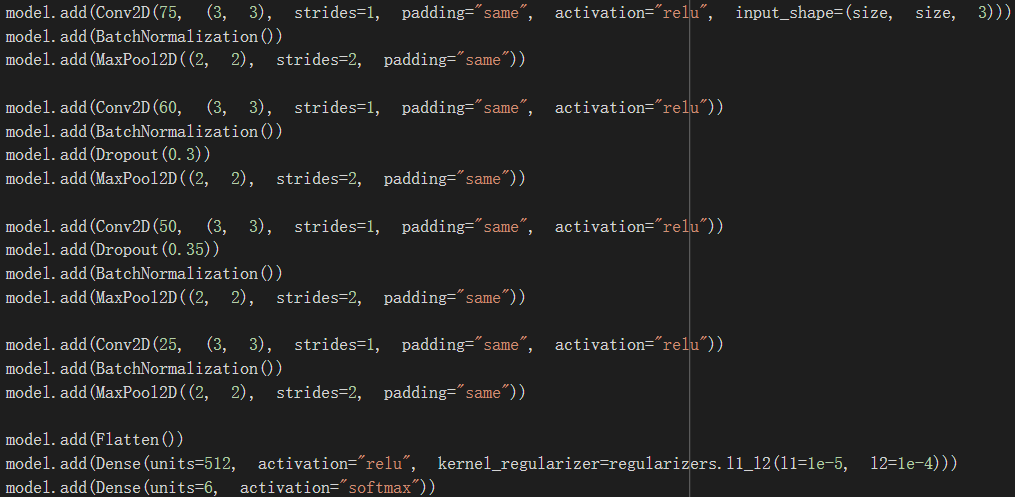 model.add(Conv2D(75, (3, 3), strides=1, padding="same", activation="relu", input_shape=(size, size, 3)))
model.add(BatchNormalization())
model.add(MaxPool2D((2, 2), strides=2, padding="same"))
model.add(Conv2D(60, (3, 3), strides=1, padding="same", activation="relu"))
model.add(BatchNormalization())
model.add(Dropout(0.3))
model.add(MaxPool2D((2, 2), strides=2, padding="same"))
model.add(Conv2D(50, (3, 3), strides=1, padding="same", activation="relu"))
model.add(Dropout(0.35))
model.add(BatchNormalization())
model.add(MaxPool2D((2, 2), strides=2, padding="same"))
model.add(Conv2D(25, (3, 3), strides=1, padding="same", activation="relu"))
model.add(BatchNormalization())
model.add(MaxPool2D((2, 2), strides=2, padding="same"))
model.add(Flatten())
model.add(Dense(units=512, activation="relu", kernel_regularizer=regularizers.l1_l2(l1=1e-5, l2=1e-4)))
model.add(Dense(units=6, activation="softmax"))